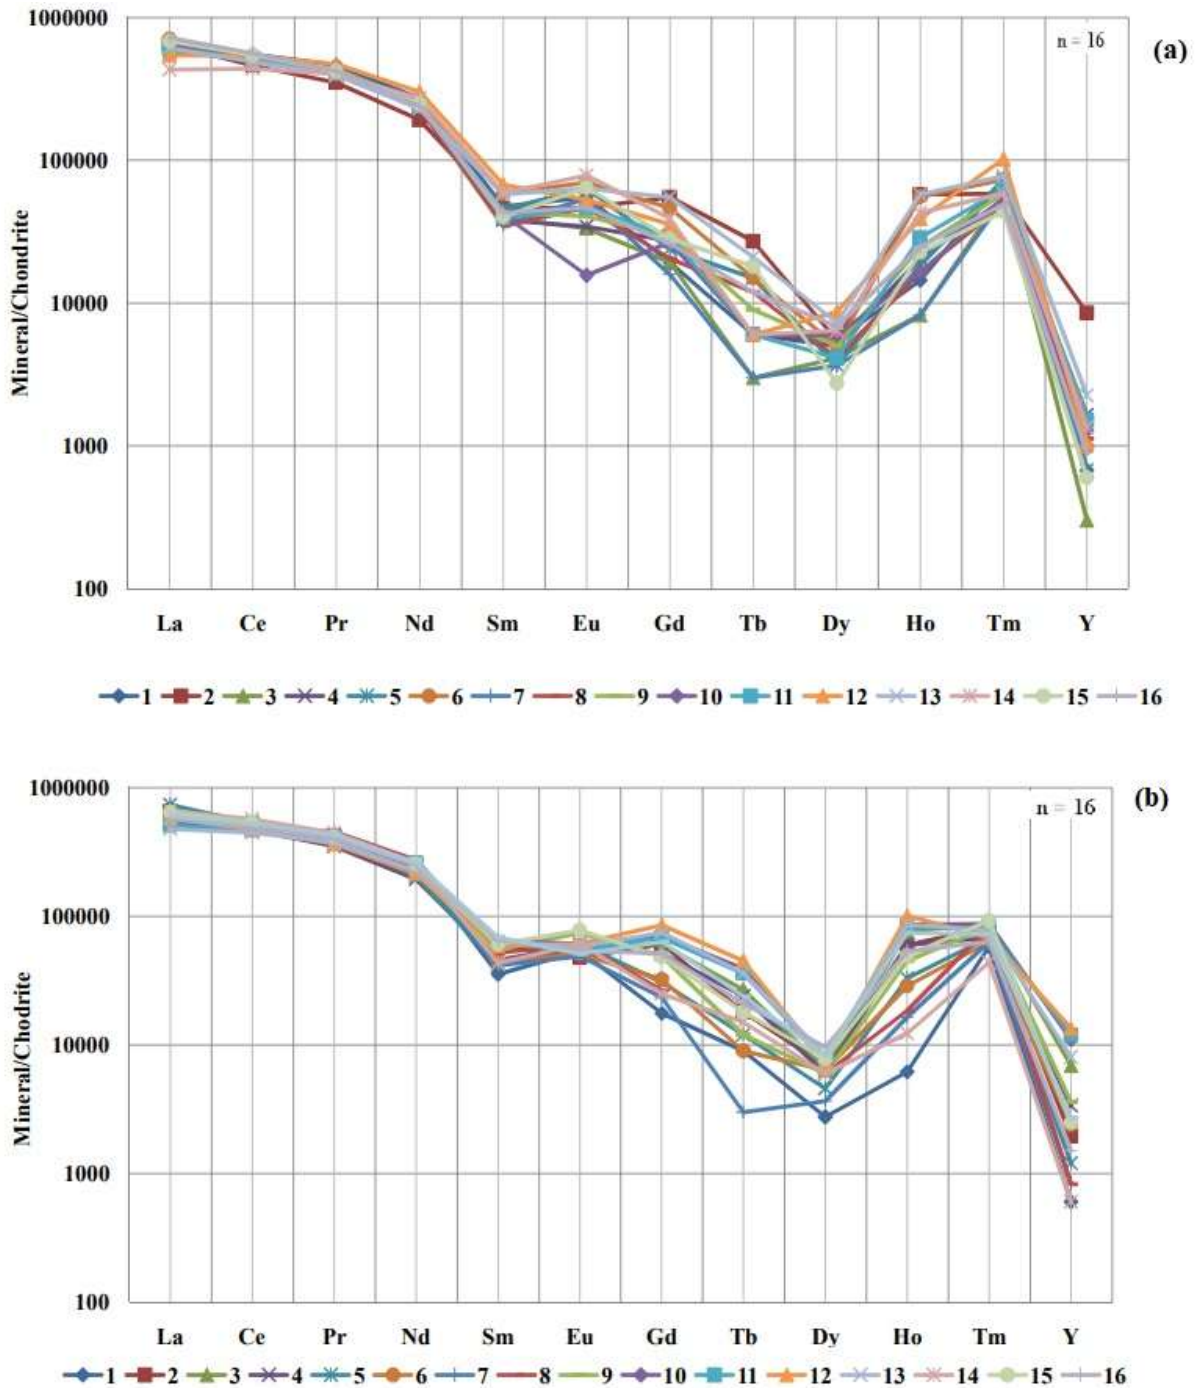 1000000
n = 16
(a)
100000
10000
1000
100
Mineral/Chondrite
La Ce Pr Nd Sm Eu Gd Tb Dy Ho Tm Y
1 2 3 4 5 6 7 8 9 10 11 12 13 14 15 16
1000000
n = 16
(b)
100000
10000
1000
100
Mineral/Chodrite
La Ce Pr Nd Sm Eu Gd Tb Dy Ho Tm Y
1 2 3 4 5 6 7 8 9 10 11 12 13 14 15 16